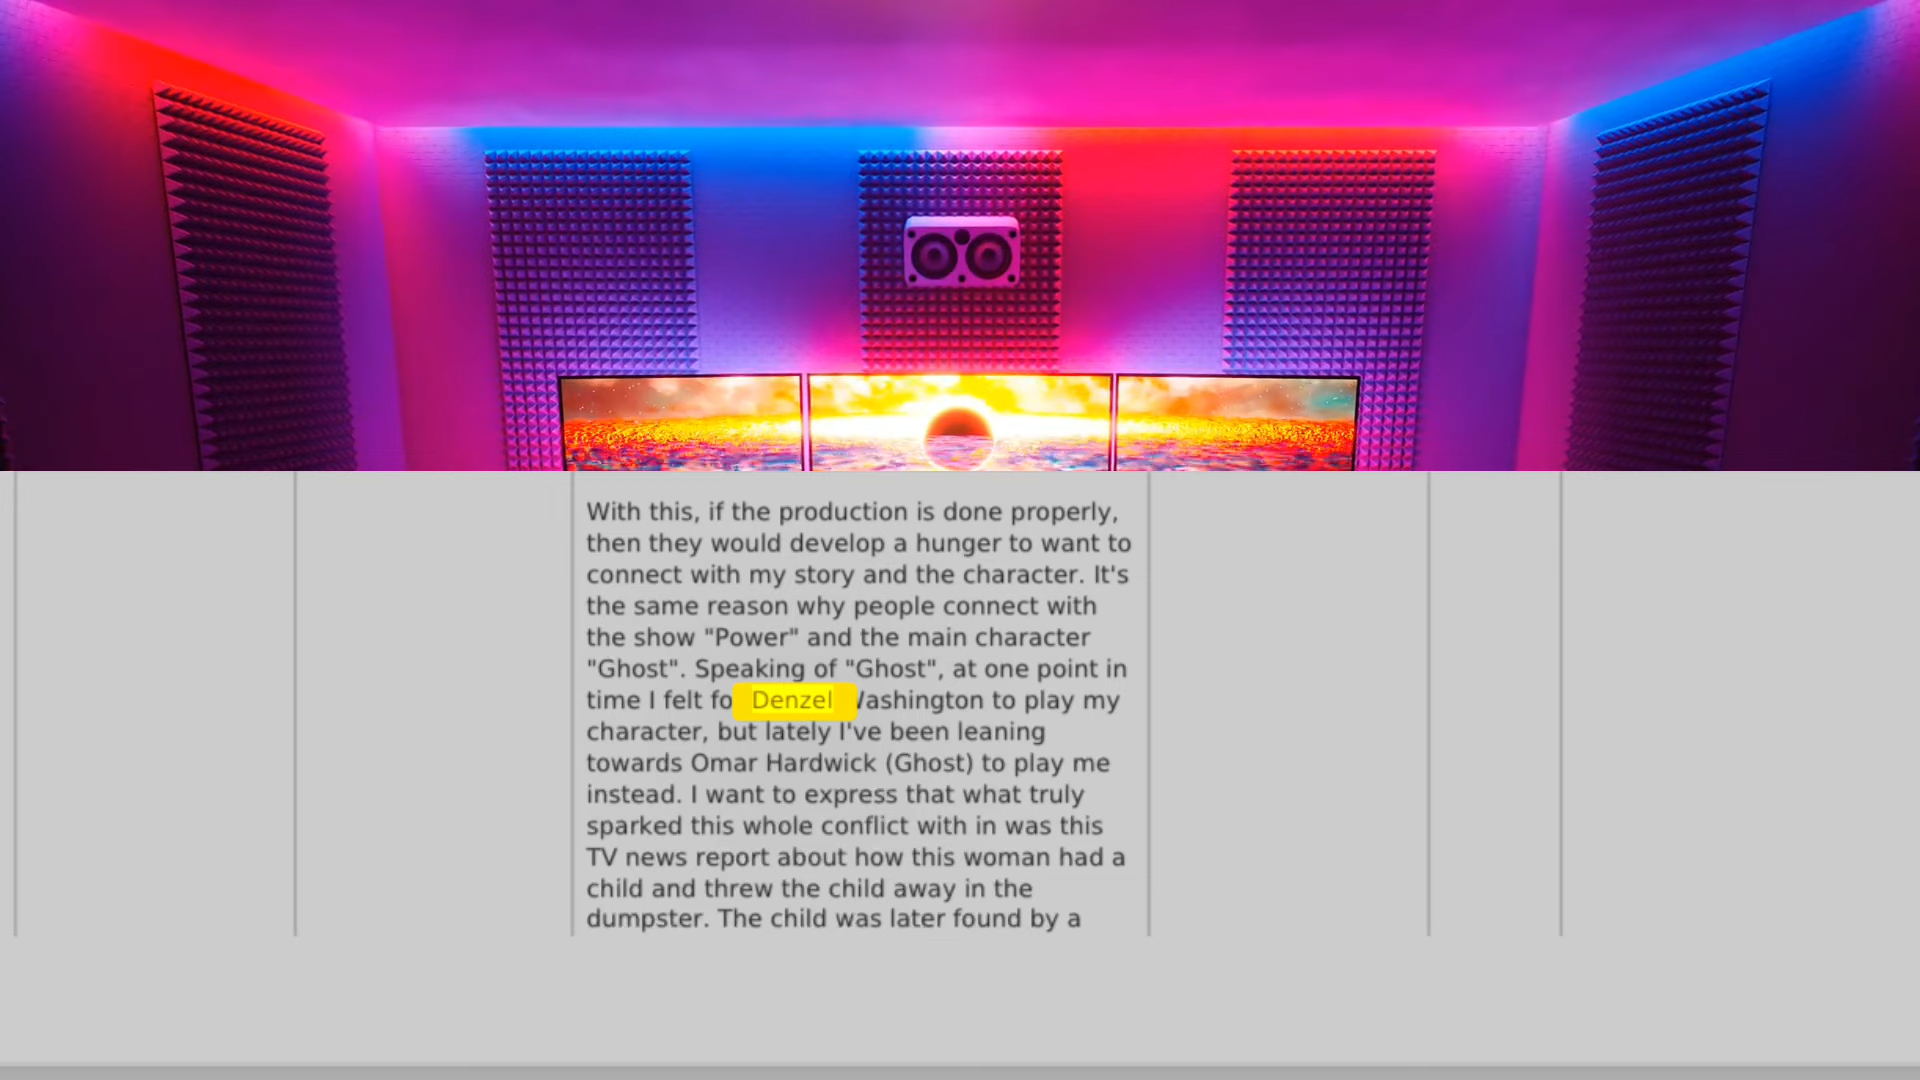 With this, if the production is done properly,
then they would develop a hunger to want to
connect with my story and the character. It's
the same reason why people connect with
the show "Power" and the main character
"Ghost". Speaking of "Ghost", at one point in
time I felt fo Denzel Washington to play my
character, but lately I've been leaning
towards Omar Hardwick (Ghost) to play me
instead. I want to express that what truly
sparked this whole conflict with in was this
TV news report about how this woman had a
child and threw the child away in the
dumpster. The child was later found by a